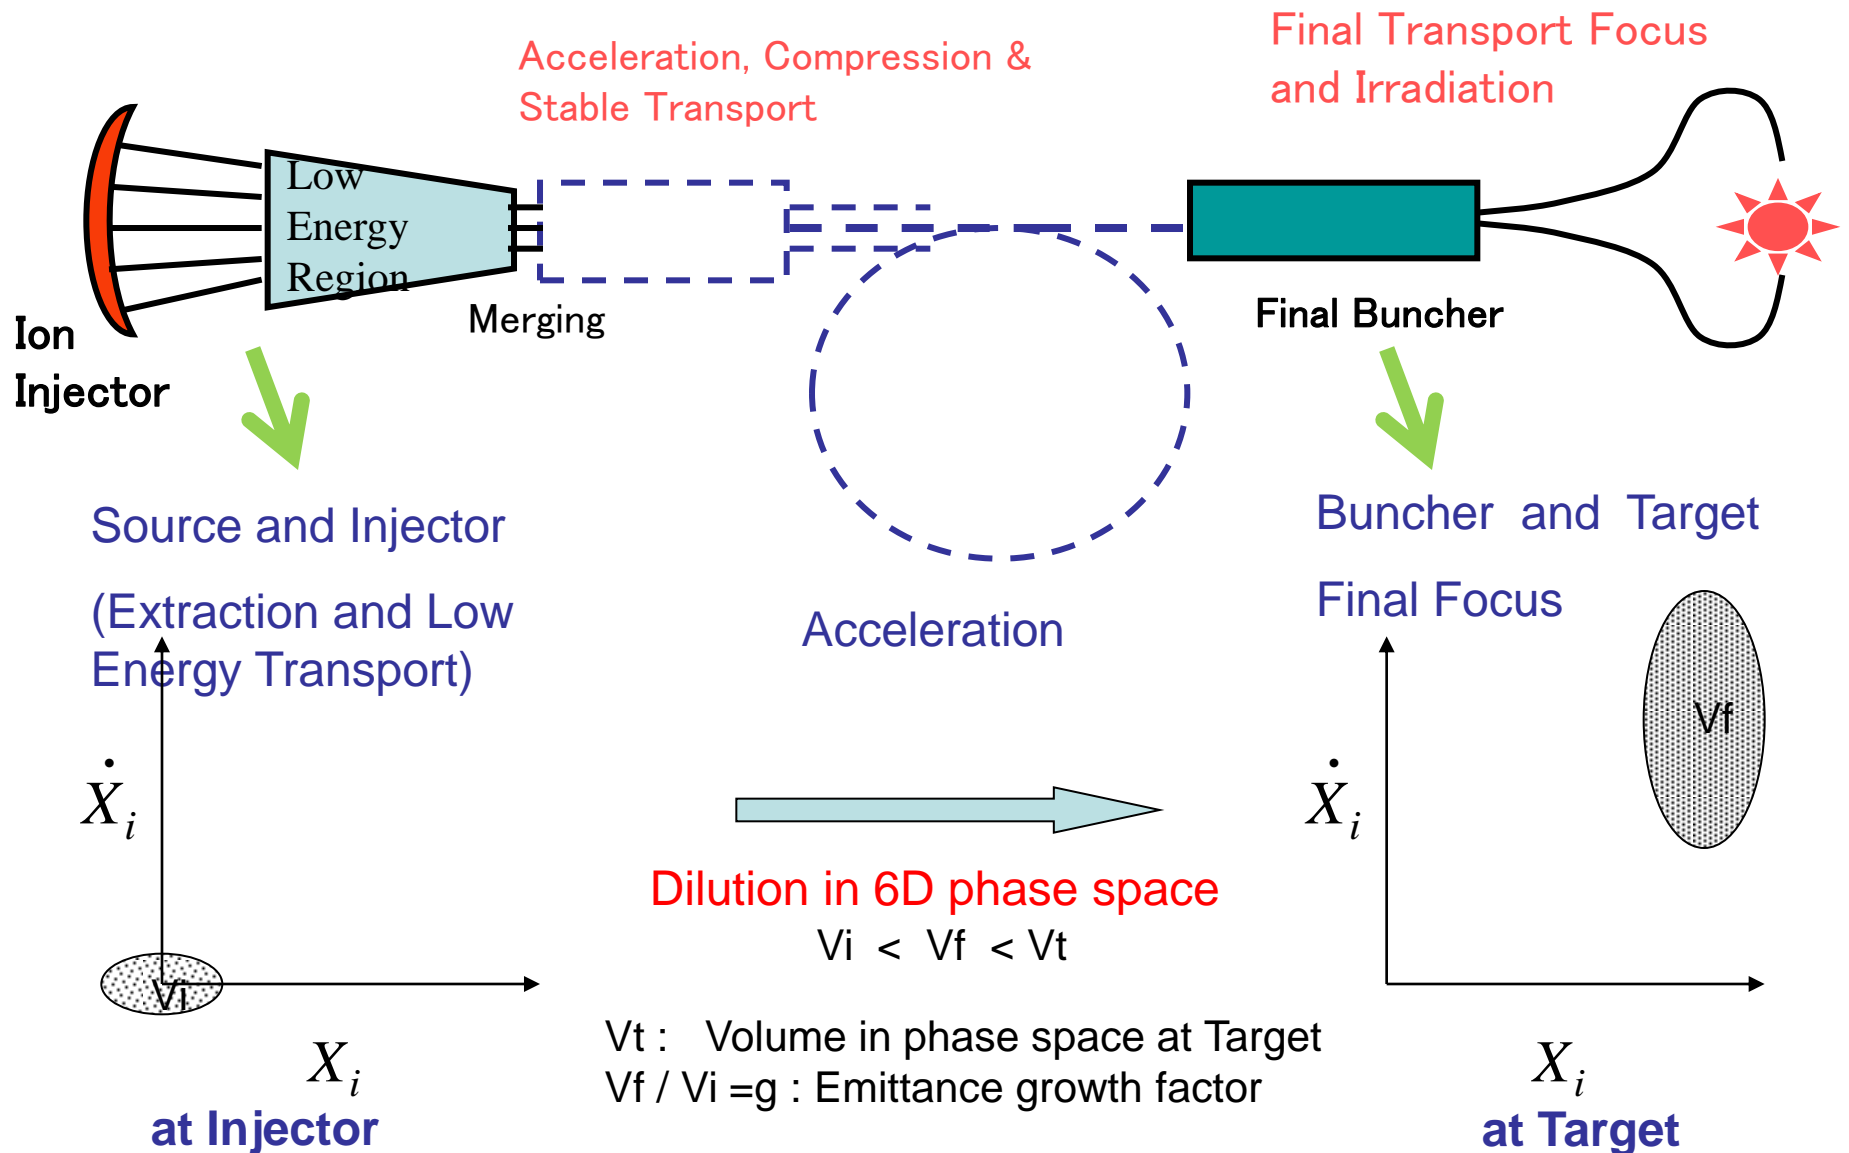 Acceleration, Compression &
Stable Transport
Final Transport Focus
and Irradiation
Low
Energy
Region
Merging
Final Buncher
Ion
Injector
Source and Injector
(Extraction and Low
Energy Transport)
Acceleration
Buncher and Target
Final Focus
Ẋi
Vi
Xi
at Injector
Dilution in 6D phase space
Vi < Vf < Vt
Vt : Volume in phase space at Target
Vf / Vi =g : Emittance growth factor
Vf
Ẋi
Xi
at Target